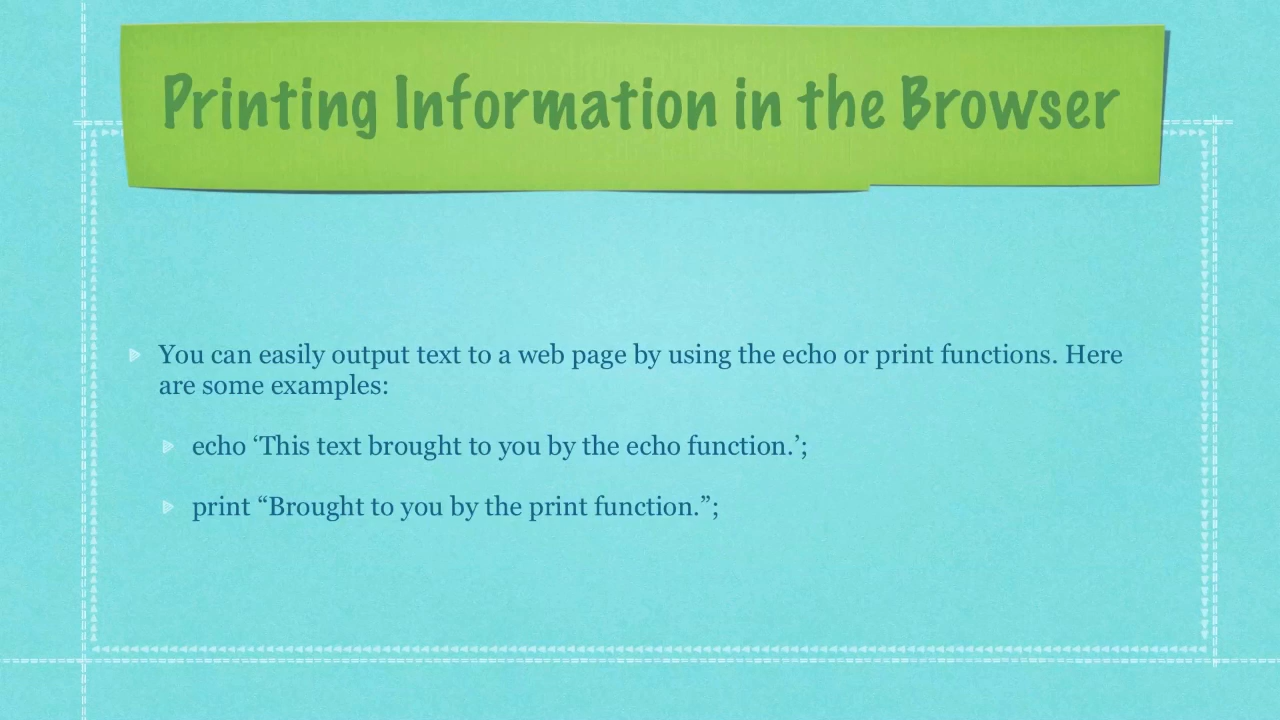 Printing Information in the Browser
You can easily output text to a web page by using the echo or print functions. Here
are some examples:
echo ‘This text brought to you by the echo function.’;
print “Brought to you by the print function.”;